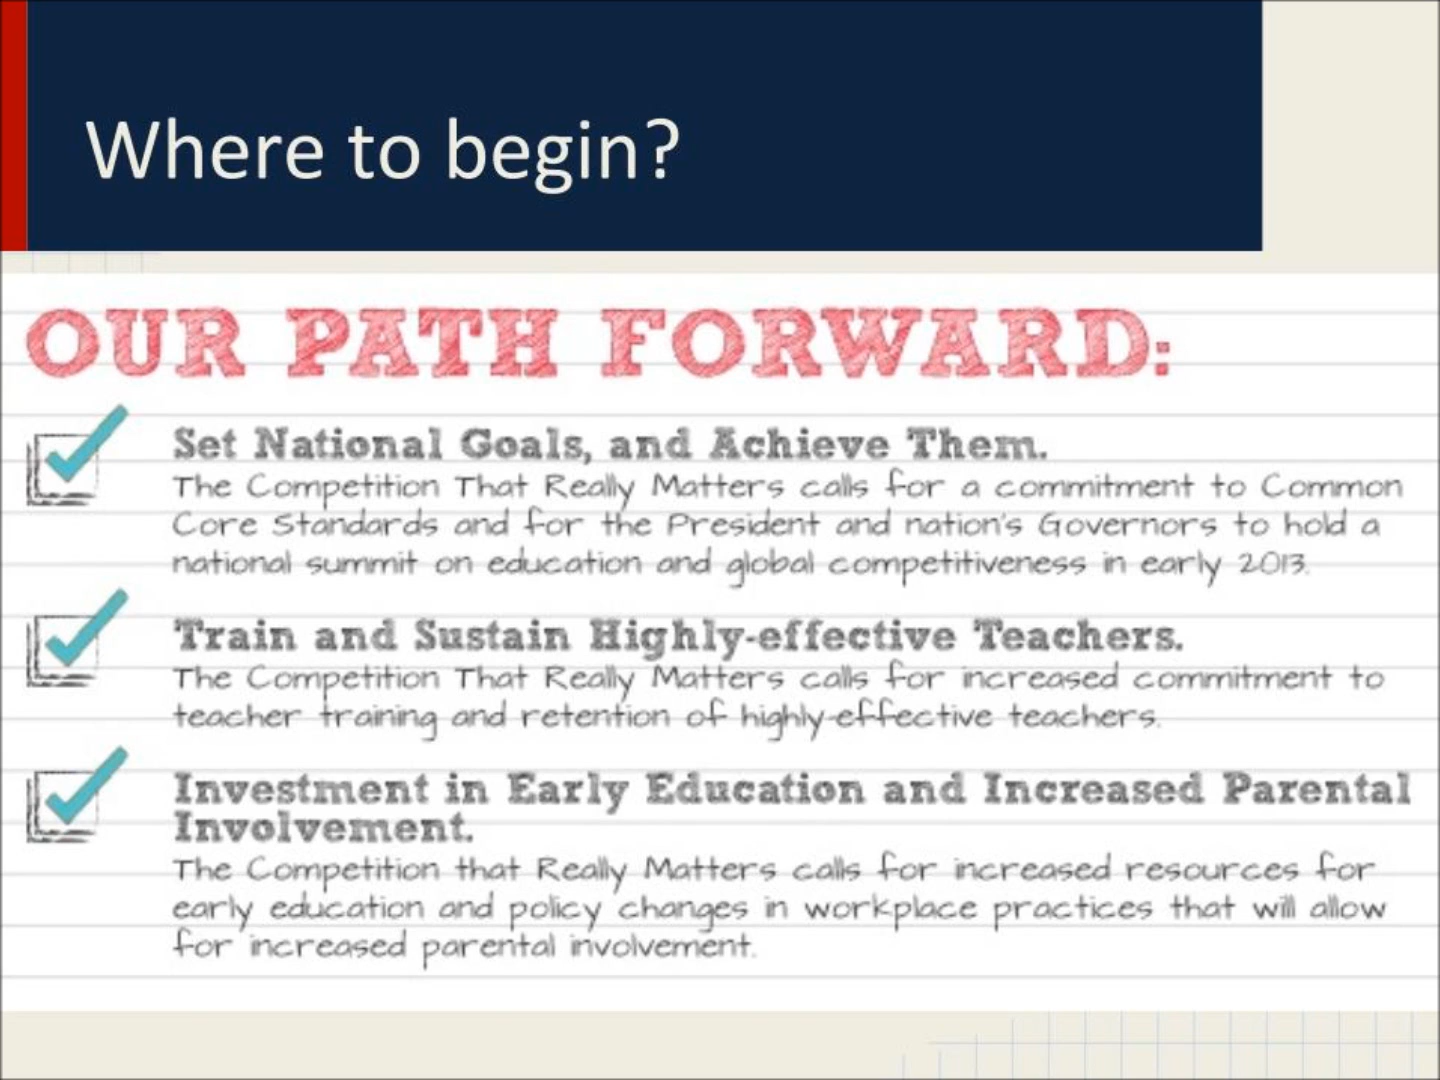 Where to begin?
OUR PATH FORWARD:
Set National Goals, and Achieve Them.
The Competition That Really Matters calls for a commitment to Common
Core Standards and for the President and nation's Governors to hold a
national summit on education and global competitiveness in early 2013.
Train and Sustain Highly-effective Teachers.
The Competition That Really Matters calls for increased commitment to
teacher training and retention of highly-effective teachers.
Investment in Early Education and Increased Parental
Involvement.
The Competition that Really Matters calls for increased resources for
early education and policy changes in workplace practices that will allow
for increased parental involvement.